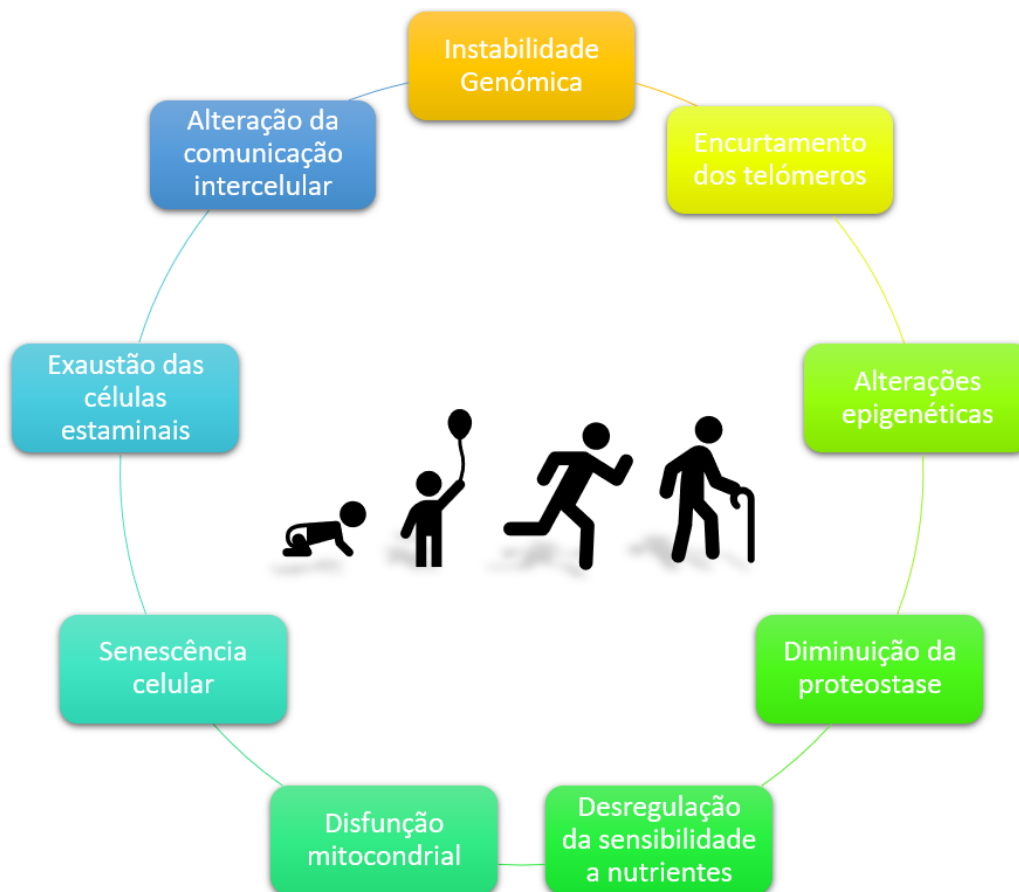 Instabilidade
Genómica
Encurtamento
dos telómeros
Alterações
epigenéticas
Diminuição da
proteostase
Desregulação
da sensibilidade
a nutrientes
Disfunção
mitocondrial
Senescência
celular
Exaustão das
células
estaminais
Alteração da
comunicação
intercelular